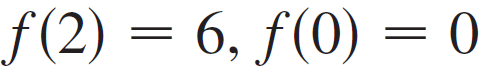 f(2) = 6, f(0) = 0